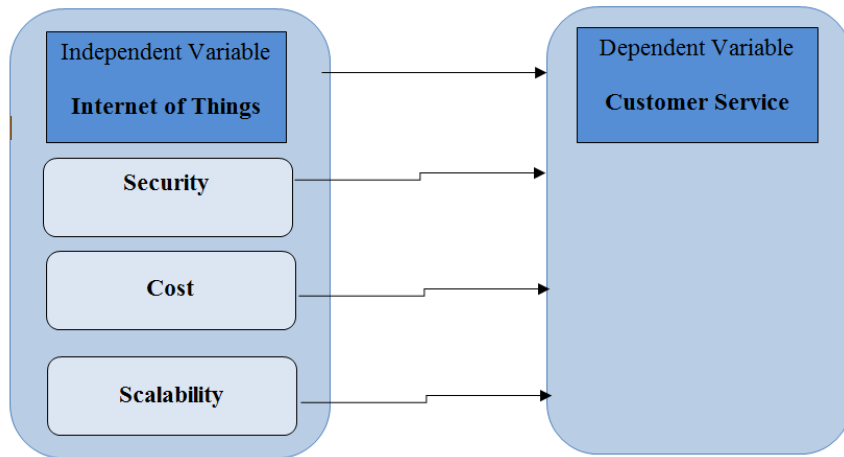 Independent Variable
Internet of Things
Security
Cost
Scalability
Dependent Variable
Customer Service